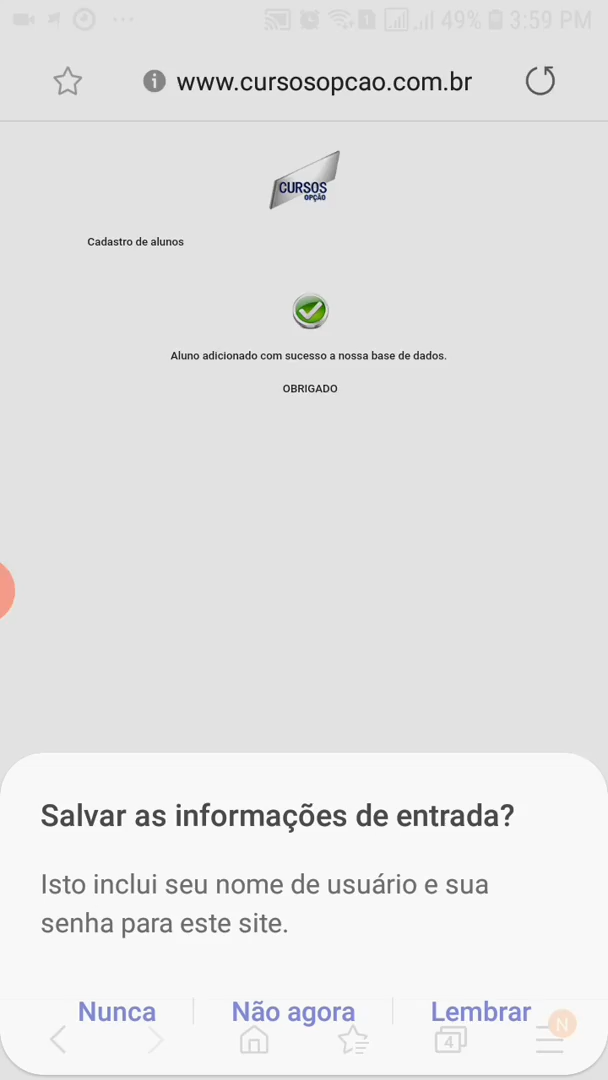 1
49%
3:59 PM
www.cursosopcao.com.br
CURSOS
OPÇÃO
Cadastro de alunos
Aluno adicionado com sucesso a nossa base de dados.
OBRIGADO
Salvar as informações de entrada?
Isto inclui seu nome de usuário e sua
senha para este site.
Nunca
Não agora
Lembrar
4
N